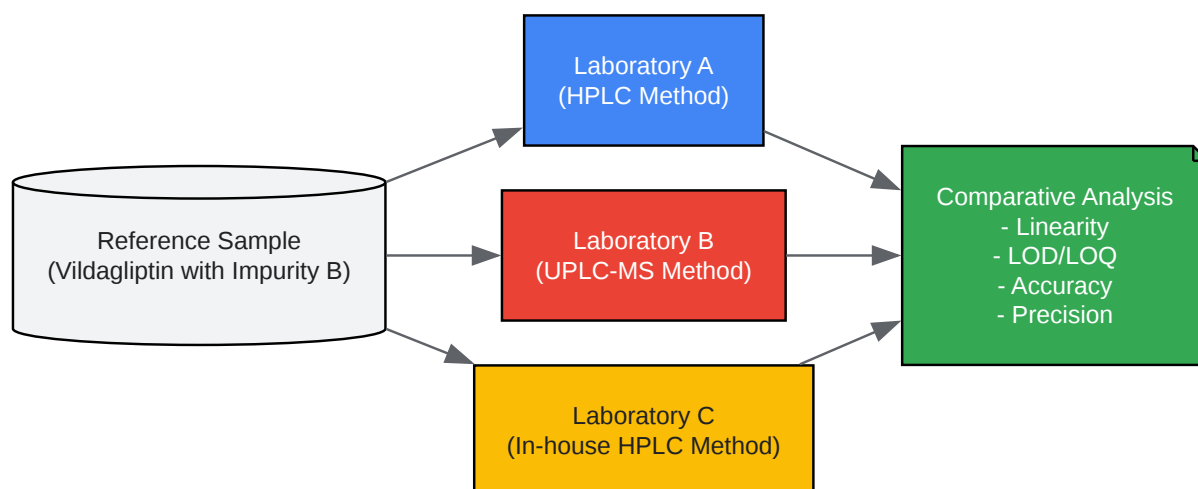 Reference Sample
(Vildagliptin with Impurity B)
Laboratory A
(HPLC Method)
Laboratory B
(UPLC-MS Method)
Laboratory C
(In-house HPLC Method)
Comparative Analysis
- Linearity
- LOD/LOQ
- Accuracy
- Precision